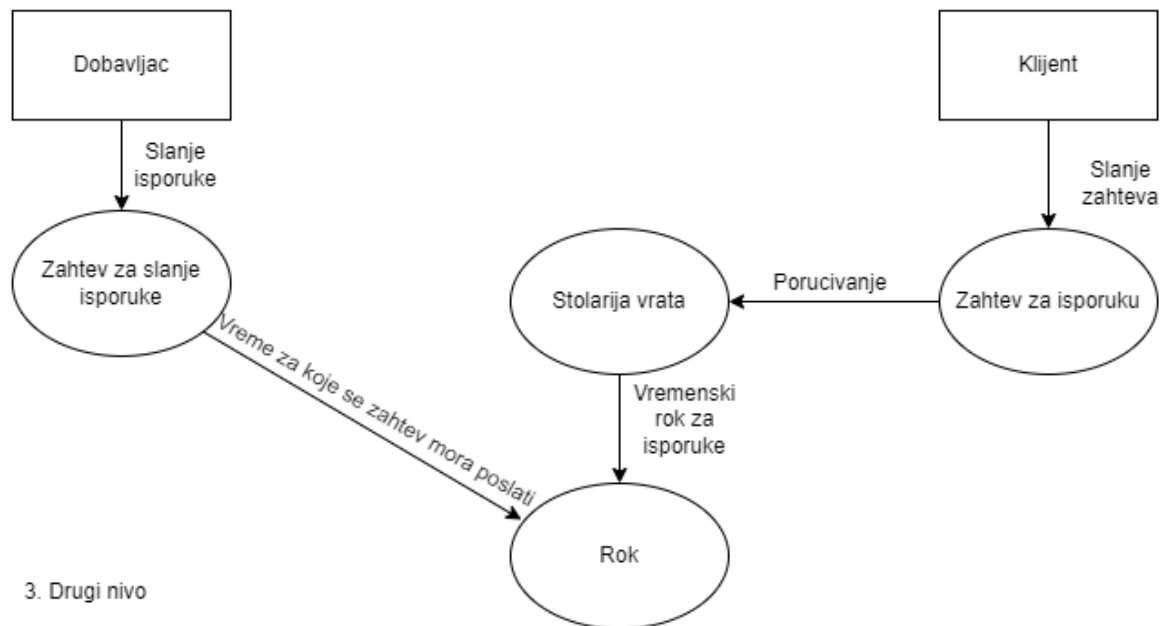 Dobavljac
Klijent
Slanje
isporuke
Slanje
zahteva
Zahtev za slanje
isporuke
Stolarija vrata
Porucivanje
Zahtev za isporuku
Vreme za koje se zahtev mora poslati
Vremenski
rok za
isporuke
Rok
3. Drugi nivo